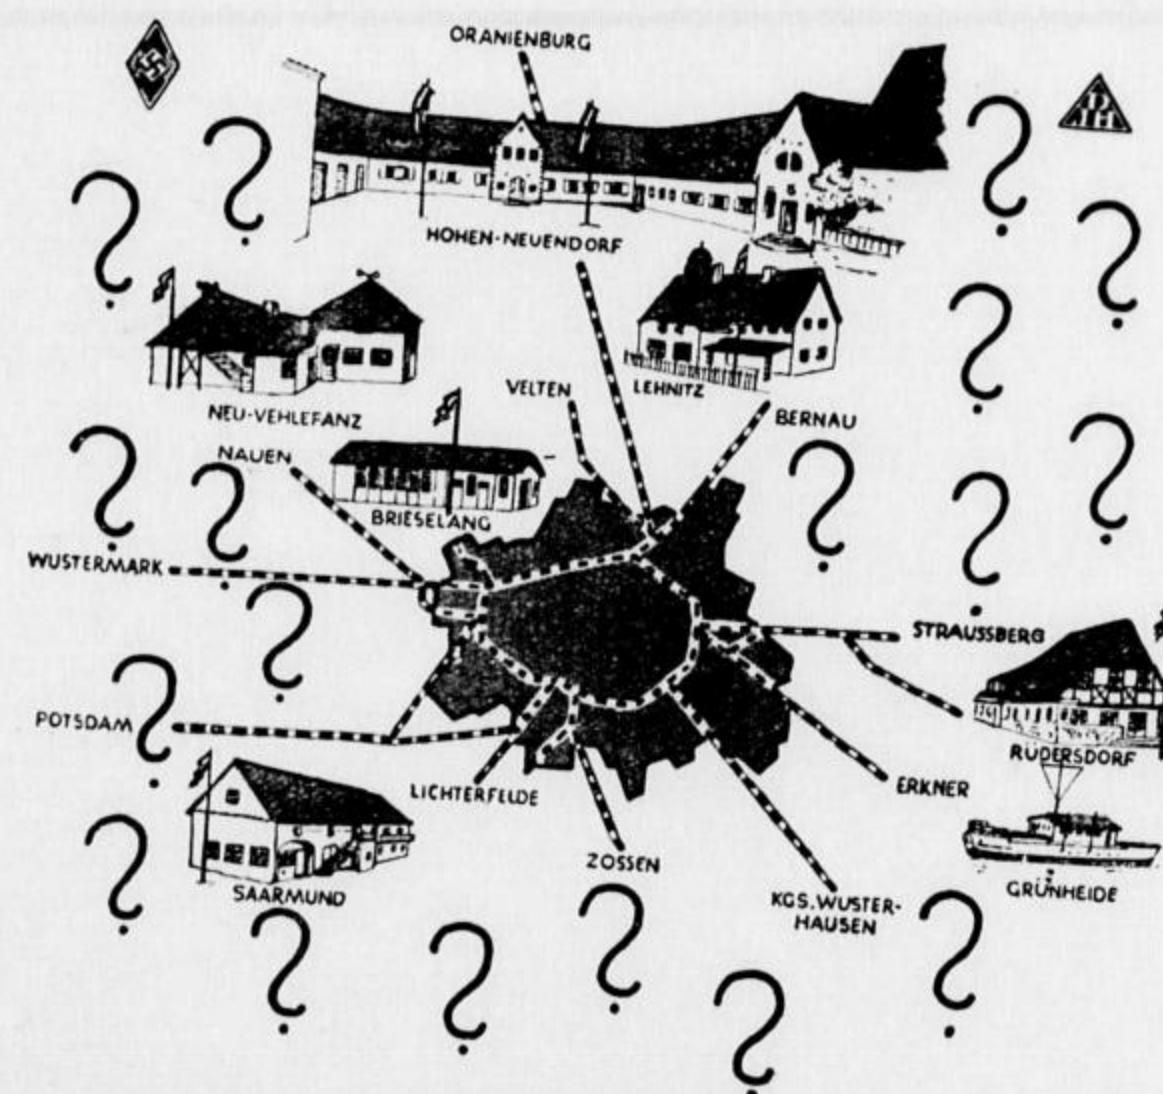 ORANIENBURG
D
JH
HOHEN-NEUENDORF
VELTEN
LEHNITZ
BERNAU
NEU-VEHLEFANZ
NAUEN
BRIESELANG
WUSTERMARK
STRAUSSBERG
POTSDAM
RÜDERSDORF
LICHTERFELDE
ERKNER
ZOSSEN
SAARMUND
GRÜNHEIDE
KGS. WUSTER-
HAUSEN